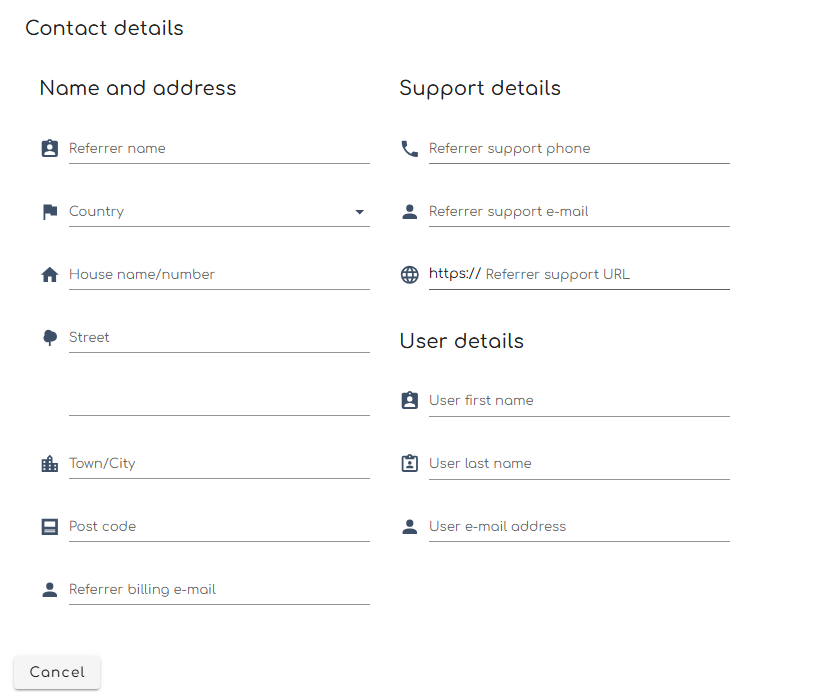 Contact details
Name and address
Referrer name
Country
House name/number
Street
Town/City
Post code
Referrer billing e-mail
Support details
Referrer support phone
Referrer support e-mail
https:// Referrer support URL
User details
User first name
User last name
User e-mail address
Cancel